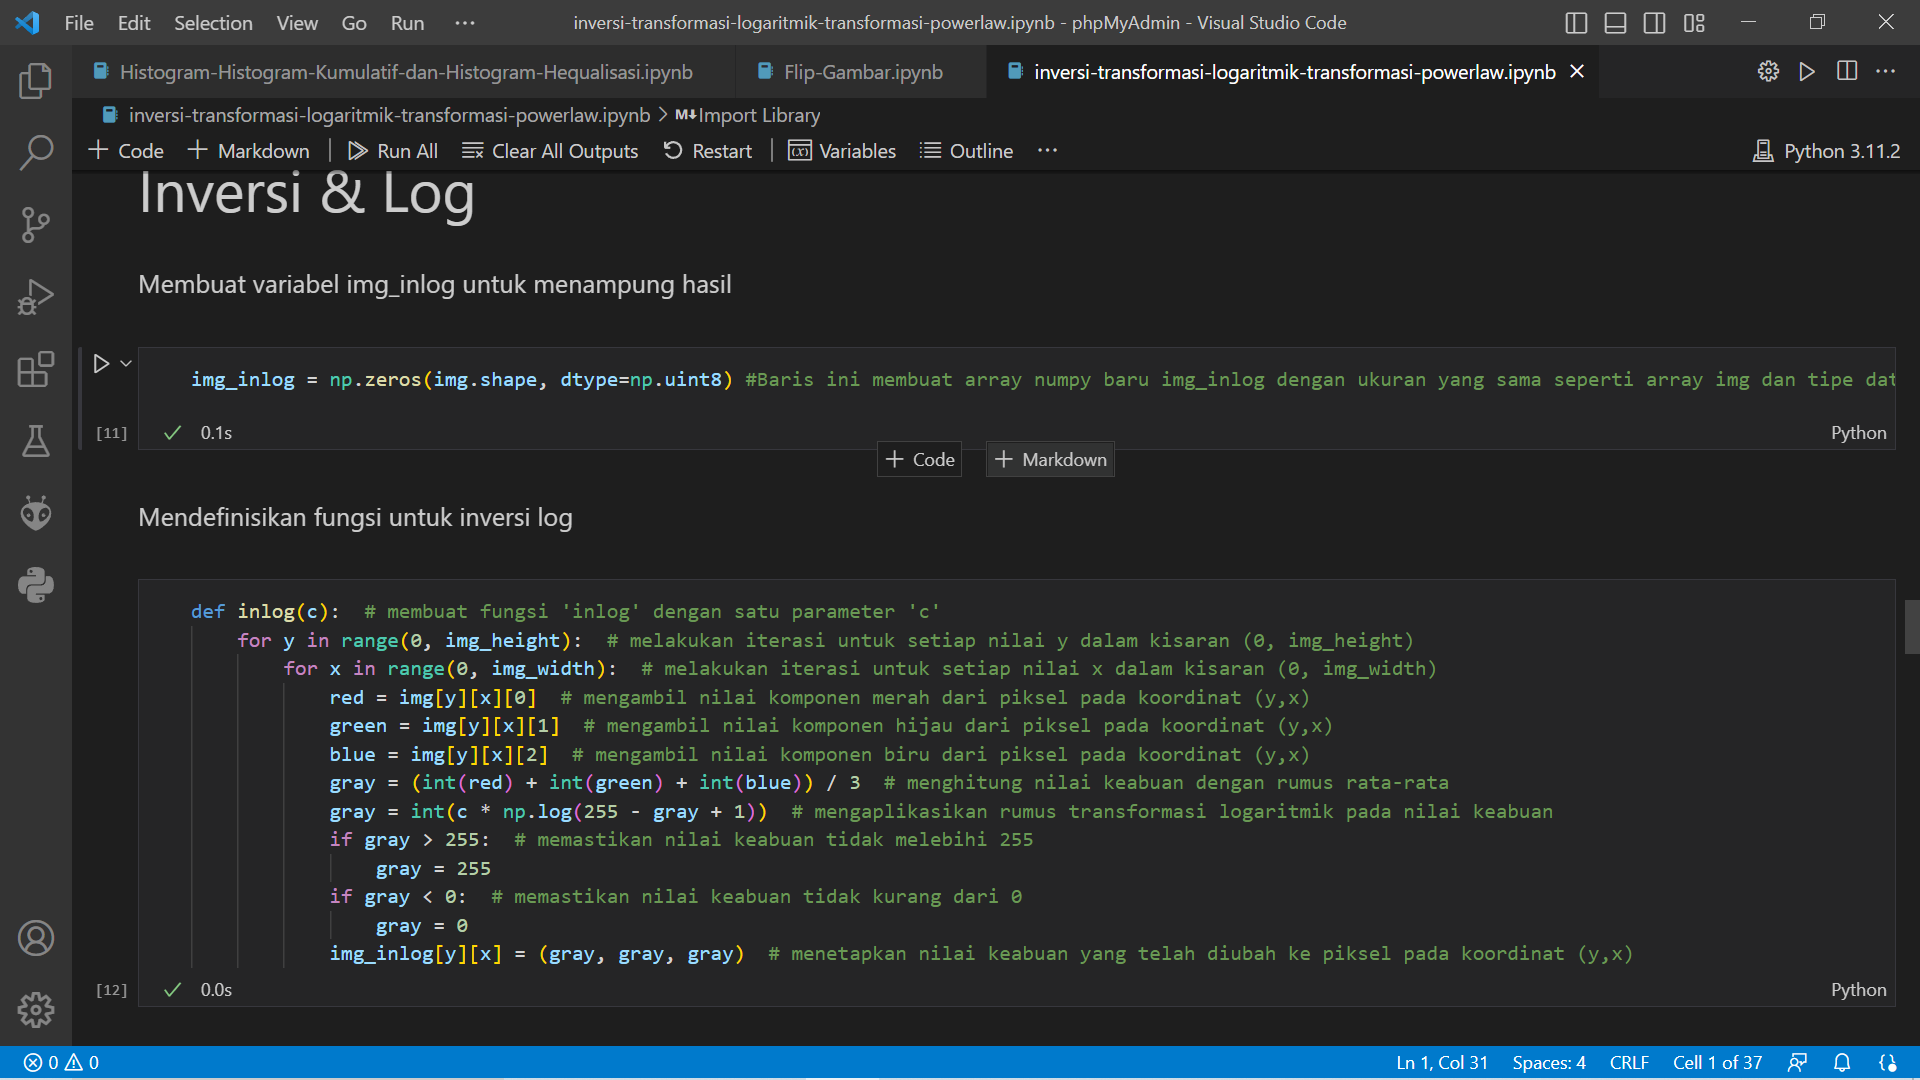 File Edit Selection View Go Run ··· inversi-transformasi-logaritmik-transformasi-powerlaw.ipynb - phpMyAdmin - Visual Studio Code
Histogram-Histogram-Kumulatif-dan-Histogram-Hequalisasi.ipynb Flip-Gambar.ipynb inversi-transformasi-logaritmik-transformasi-powerlaw.ipynb
inversi-transformasi-logaritmik-transformasi-powerlaw.ipynb > M↓Import Library
+ Code + Markdown | Run All Clear All Outputs Restart | Variables Outline ··· Python 3.11.2
Inversi & Log
Membuat variabel img_inlog untuk menampung hasil
img_inlog = np.zeros(img.shape, dtype=np.uint8) #Baris ini membuat array numpy baru img_inlog dengan ukuran yang sama seperti array img dan tipe dat
[11] ✓ 0.1s Python
+ Code + Markdown
Mendefinisikan fungsi untuk inversi log
def inlog(c):  # membuat fungsi 'inlog' dengan satu parameter 'c'
    for y in range(0, img_height):  # melakukan iterasi untuk setiap nilai y dalam kisaran (0, img_height)
        for x in range(0, img_width):  # melakukan iterasi untuk setiap nilai x dalam kisaran (0, img_width)
            red = img[y][x][0]  # mengambil nilai komponen merah dari piksel pada koordinat (y,x)
            green = img[y][x][1]  # mengambil nilai komponen hijau dari piksel pada koordinat (y,x)
            blue = img[y][x][2]  # mengambil nilai komponen biru dari piksel pada koordinat (y,x)
            gray = (int(red) + int(green) + int(blue)) / 3  # menghitung nilai keabuan dengan rumus rata-rata
            gray = int(c * np.log(255 - gray + 1))  # mengaplikasikan rumus transformasi logaritmik pada nilai keabuan
            if gray > 255:  # memastikan nilai keabuan tidak melebihi 255
                gray = 255
            if gray < 0:  # memastikan nilai keabuan tidak kurang dari 0
                gray = 0
            img_inlog[y][x] = (gray, gray, gray)  # menetapkan nilai keabuan yang telah diubah ke piksel pada koordinat (y,x)
[12] ✓ 0.0s Python
0 0 Ln 1, Col 31 Spaces: 4 CRLF Cell 1 of 37